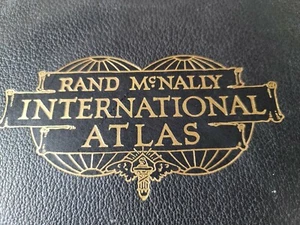 RAND McNALLY
INTERNATIONAL
ATLAS